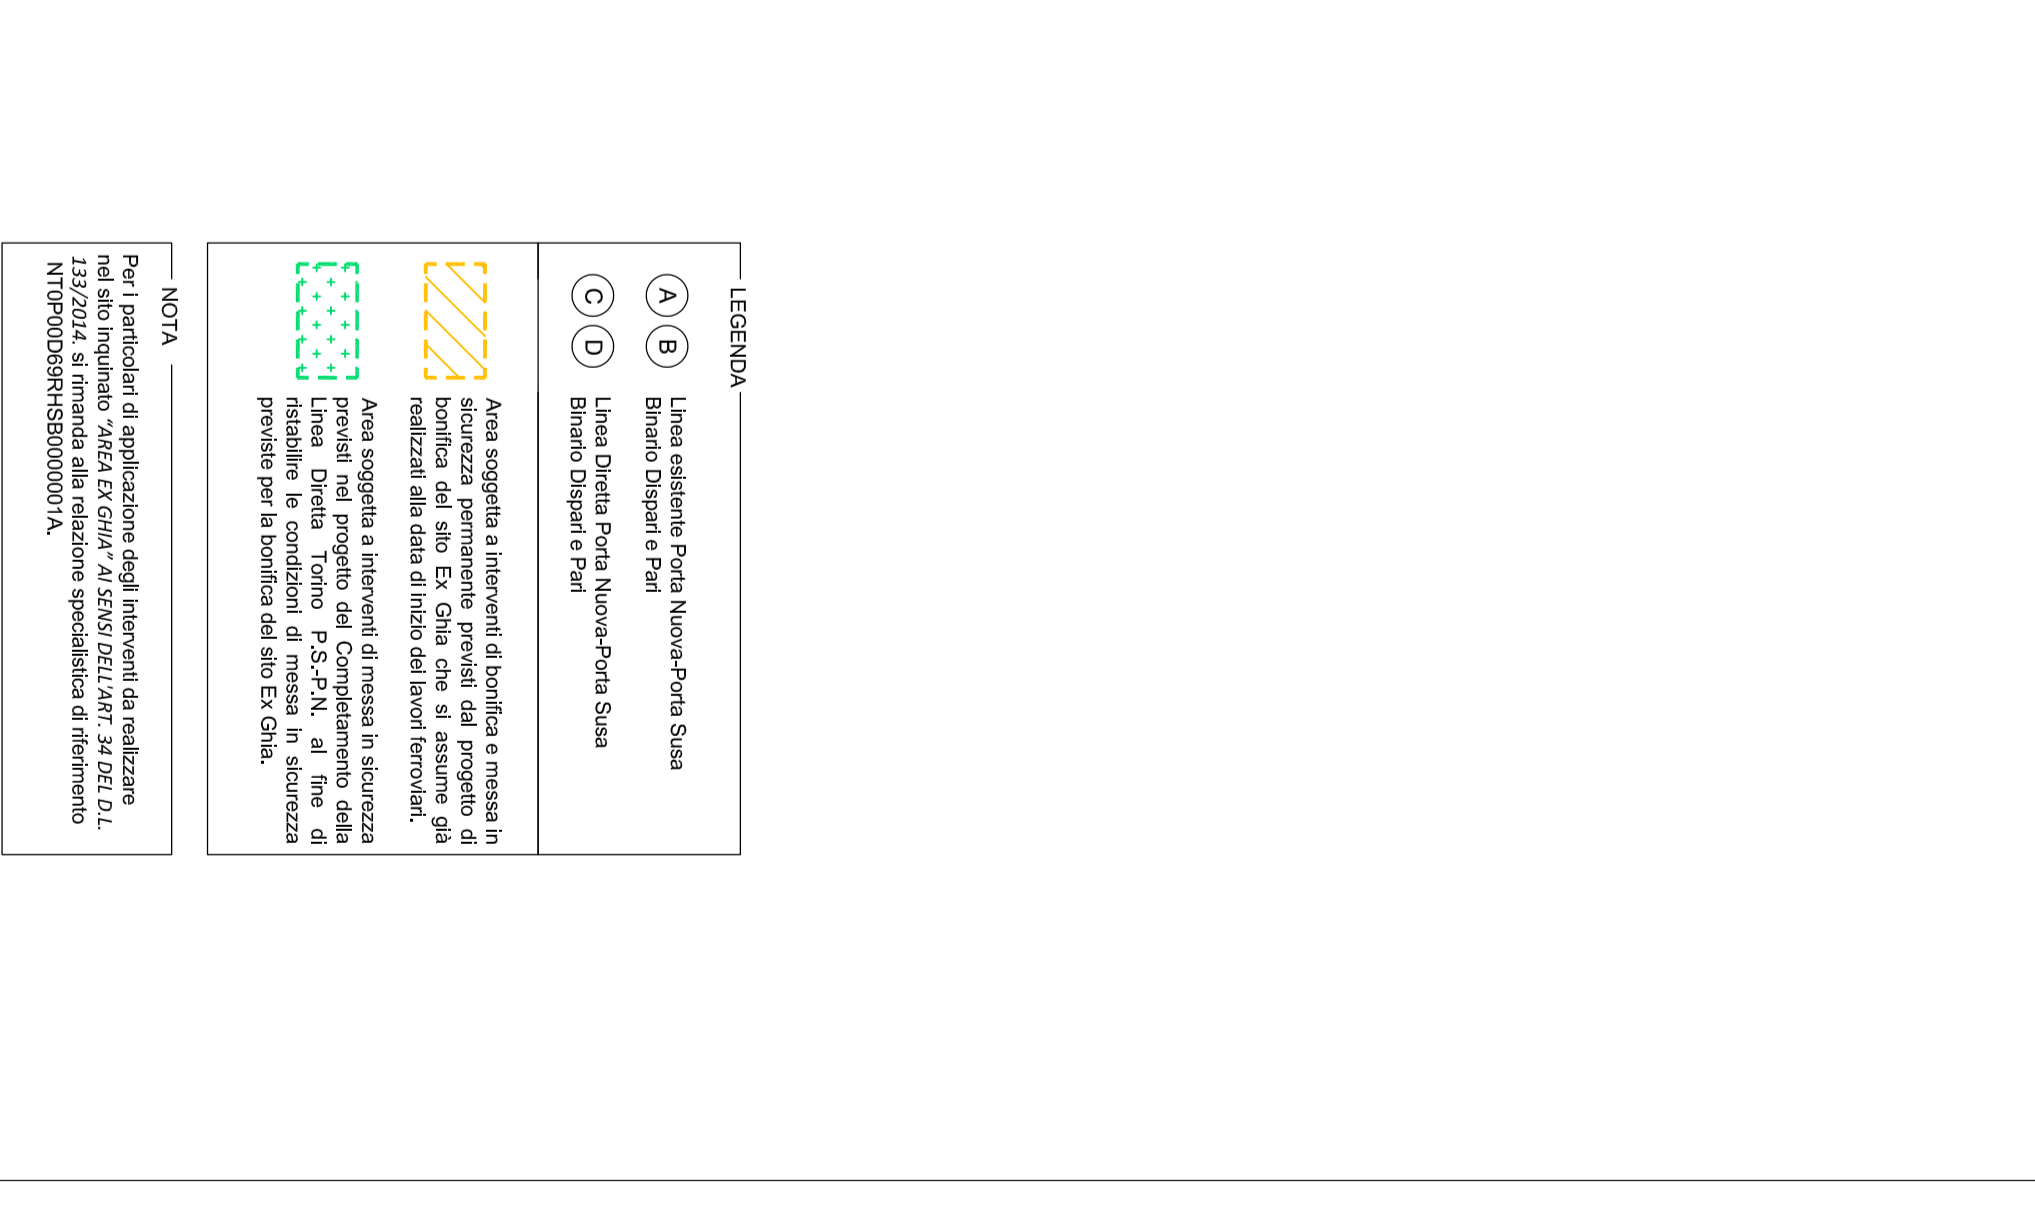 LEGENDA
A B
Linea esistente Porta Nuova-Porta Susa
Binario Dispari e Pari
C D
Linea Diretta Porta Nuova-Porta Susa
Binario Dispari e Pari
Area soggetta a interventi di bonifica e messa in
sicurezza permanente previsti dal progetto di
bonifica del sito Ex Ghia che si assume già
realizzati alla data di inizio dei lavori ferroviari.
Area soggetta a interventi di messa in sicurezza
previsti nel progetto del Completamento della
Linea Diretta Torino P.S.-P.N. al fine di
ristabilire le condizioni di messa in sicurezza
previste per la bonifica del sito Ex Ghia.
NOTA
Per i particolari di applicazione degli interventi da realizzare
nel sito inquinato “AREA EX GHIA” AI SENSI DELL'ART. 34 DEL D.L.
133/2014. si rimanda alla relazione specialistica di riferimento
NT0P00D69RHSB0000001A.